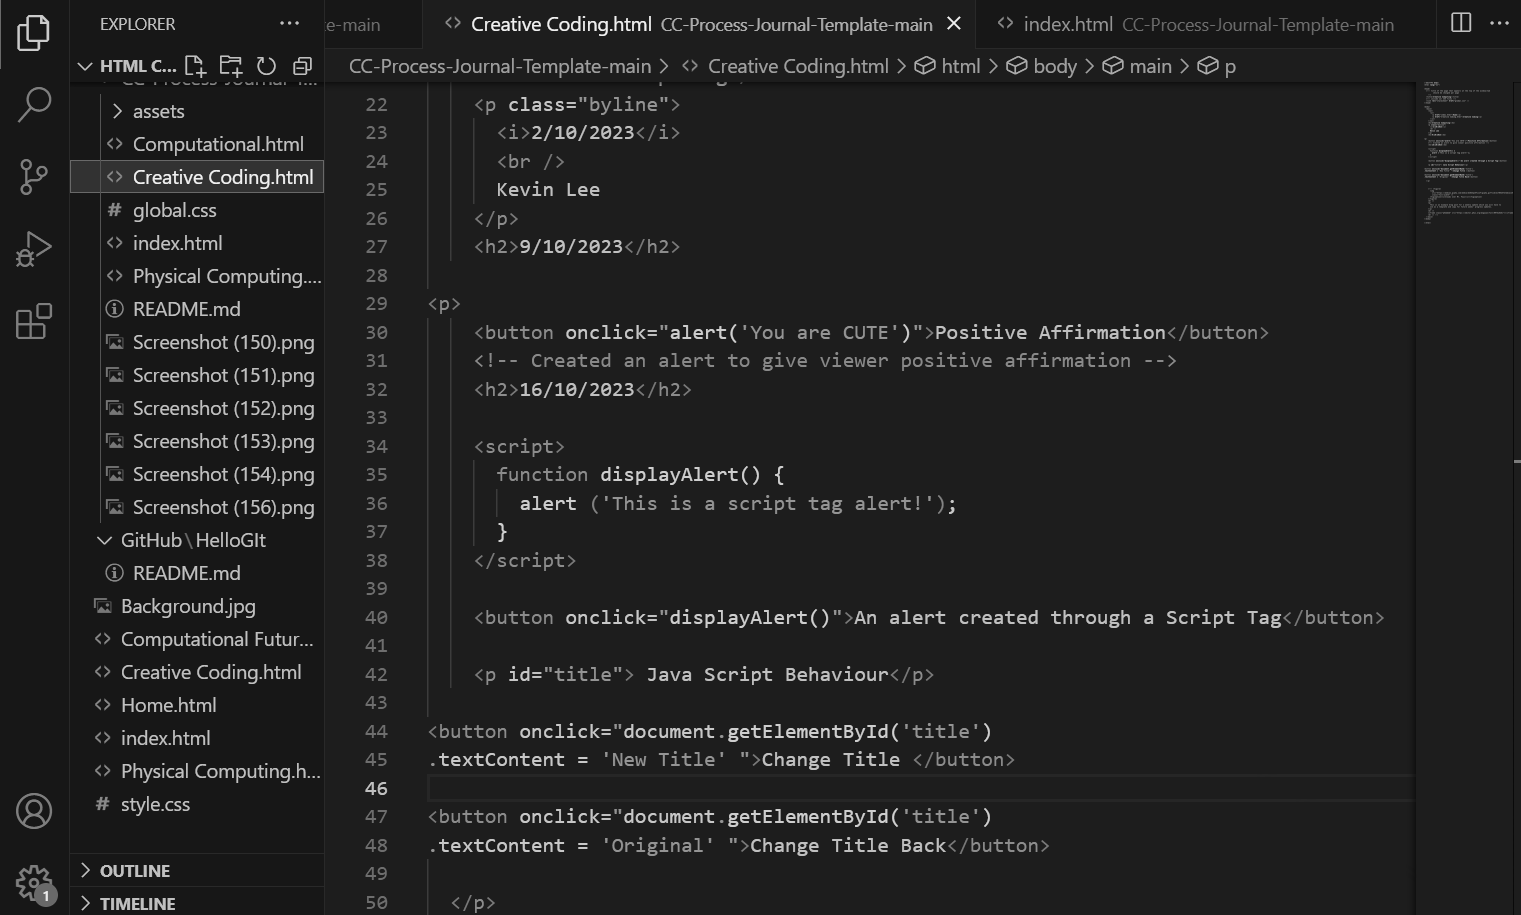 EXPLORER
e-main
Creative Coding.html CC-Process-Journal-Template-main
index.html CC-Process-Journal-Template-main
HTML C...
CC-Process-Journal-Template-main > Creative Coding.html > html > body > main > p
assets
Computational.html
Creative Coding.html
global.css
index.html
Physical Computing....
README.md
Screenshot (150).png
Screenshot (151).png
Screenshot (152).png
Screenshot (153).png
Screenshot (154).png
Screenshot (156).png
GitHub\HelloGIt
README.md
Background.jpg
Computational Futur...
Creative Coding.html
Home.html
index.html
Physical Computing.h...
style.css
OUTLINE
TIMELINE
1
22 <p class="byline">
23 <i>2/10/2023</i>
24 <br />
25 Kevin Lee
26 </p>
27 <h2>9/10/2023</h2>
28
29 <p>
30 <button onclick="alert('You are CUTE')">Positive Affirmation</button>
31 <!-- Created an alert to give viewer positive affirmation -->
32 <h2>16/10/2023</h2>
33
34 <script>
35 function displayAlert() {
36 alert ('This is a script tag alert!');
37 }
38 </script>
39
40 <button onclick="displayAlert()">An alert created through a Script Tag</button>
41
42 <p id="title"> Java Script Behaviour</p>
43
44 <button onclick="document.getElementById('title')
45 .textContent = 'New Title' ">Change Title </button>
46
47 <button onclick="document.getElementById('title')
48 .textContent = 'Original' ">Change Title Back</button>
49
50 </p>